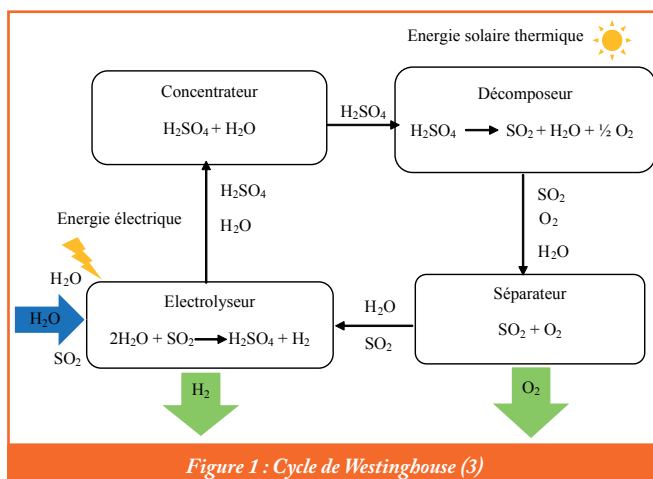 Energie solaire thermique
Concentrateur
H₂SO₄ + H₂O
H₂SO₄
Décomposeur
H₂SO₄ → SO₂ + H₂O + ½ O₂
H₂SO₄
H₂O
SO₂
O₂
H₂O
Energie électrique
H₂O
H₂O
SO₂
Electrolyseur
2H₂O + SO₂ → H₂SO₄ + H₂
H₂O
SO₂
Séparateur
SO₂ + O₂
H₂
O₂
Figure 1 : Cycle de Westinghouse (3)